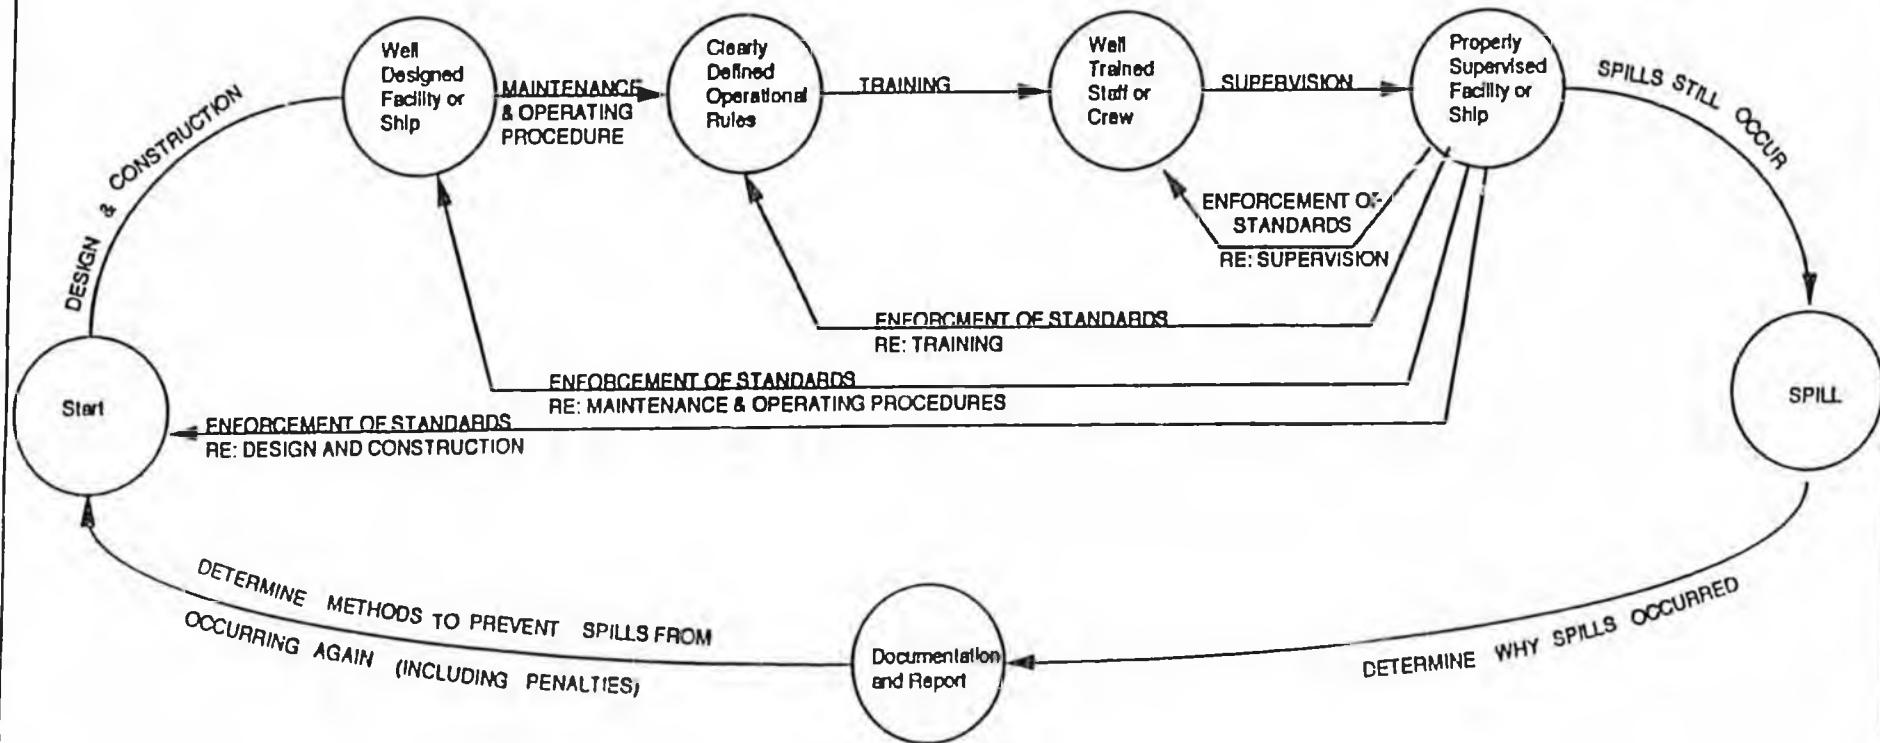 Well
Designed
Facility or
Ship
MAINTENANCE
& OPERATING
PROCEDURE
Clearly
Defined
Operational
Rules
TRAINING
Well
Trained
Staff or
Crew
SUPERVISION
Properly
Supervised
Facility or
Ship
SPILLS STILL OCCUR
DESIGN & CONSTRUCTION
ENFORCEMENT OF
STANDARDS
RE: SUPERVISION
ENFORCMENT OF STANDARDS
RE: TRAINING
ENFORCEMENT OF STANDARDS
RE: MAINTENANCE & OPERATING PROCEDURES
Start
ENFORCEMENT OF STANDARDS
RE: DESIGN AND CONSTRUCTION
SPILL
DETERMINE WHY SPILLS OCCURRED
Documentation
and Report
DETERMINE METHODS TO PREVENT SPILLS FROM
OCCURRING AGAIN (INCLUDING PENALTIES)